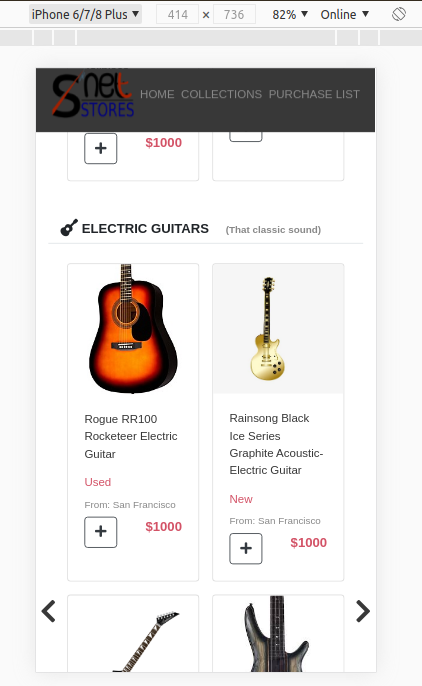 iPhone 6/7/8 Plus ▼ 414 × 736 82% ▼ Online ▼
Snet
STORES
HOME COLLECTIONS PURCHASE LIST
+ $1000
ELECTRIC GUITARS (That classic sound)
Rogue RR100
Rocketeer Electric
Guitar
Used
From: San Francisco
+ $1000
Rainsong Black
Ice Series
Graphite Acoustic-
Electric Guitar
New
From: San Francisco
+ $1000